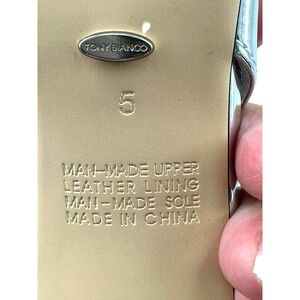 TONY BIANCO
5
MAN-MADE UPPER
LEATHER LINING
MAN-MADE SOLE
MADE IN CHINA